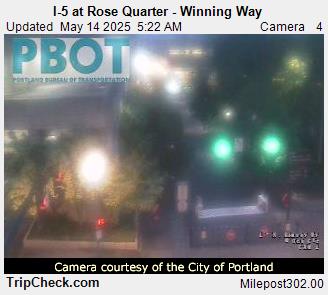 I-5 at Rose Quarter - Winning Way
Updated May 14 2025 5:22 AM Camera 4
PBOT
PORTLAND BUREAU OF TRANSPORTATION
Camera courtesy of the City of Portland
TripCheck.com Milepost302.00